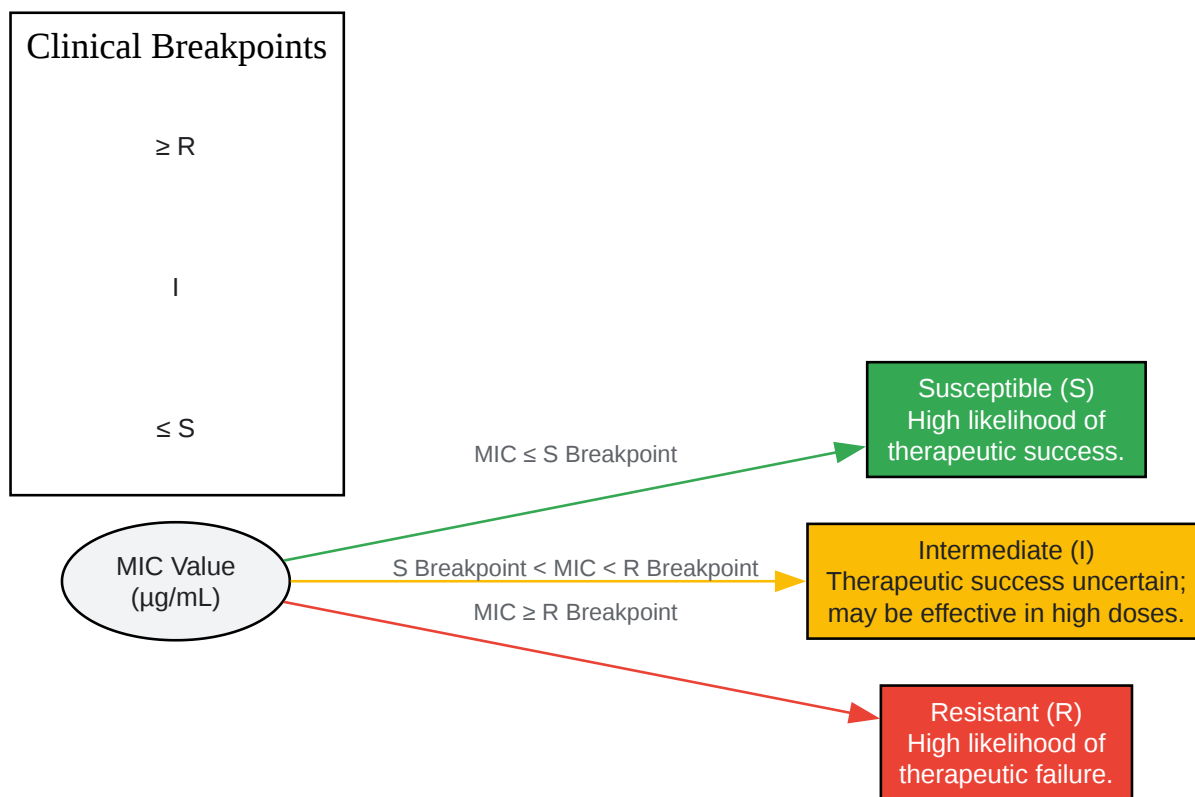 Clinical Breakpoints
≥ R
I
≤ S
MIC Value
(µg/mL)
MIC ≤ S Breakpoint
S Breakpoint < MIC < R Breakpoint
MIC ≥ R Breakpoint
Susceptible (S)
High likelihood of
therapeutic success.
Intermediate (I)
Therapeutic success uncertain;
may be effective in high doses.
Resistant (R)
High likelihood of
therapeutic failure.